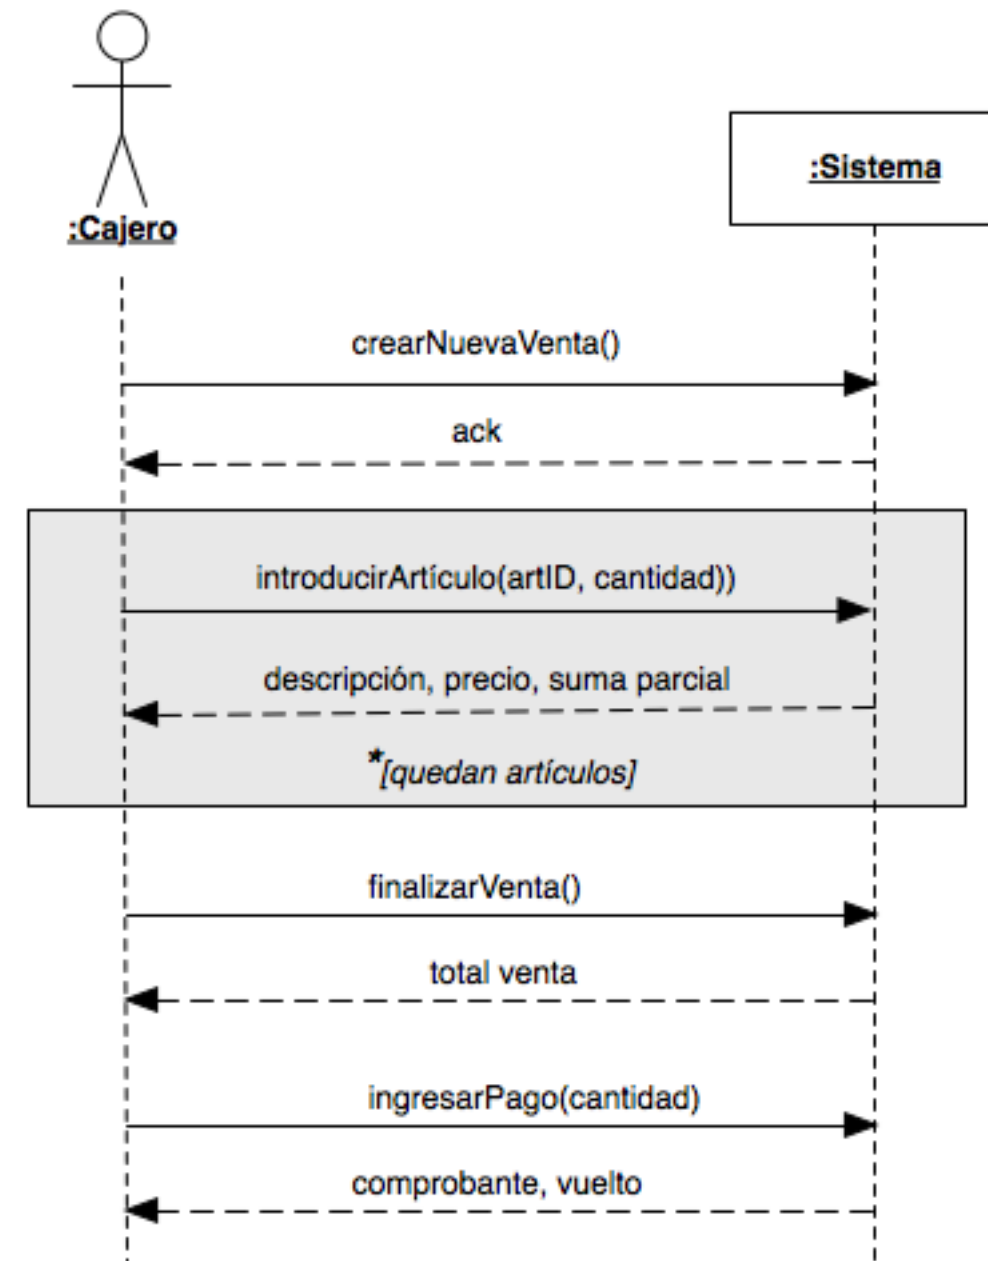 :Sistema
:Cajero
crearNuevaVenta()
ack
introducirArtículo(artID, cantidad))
descripción, precio, suma parcial
*[quedan artículos]
finalizarVenta()
total venta
ingresarPago(cantidad)
comprobante, vuelto